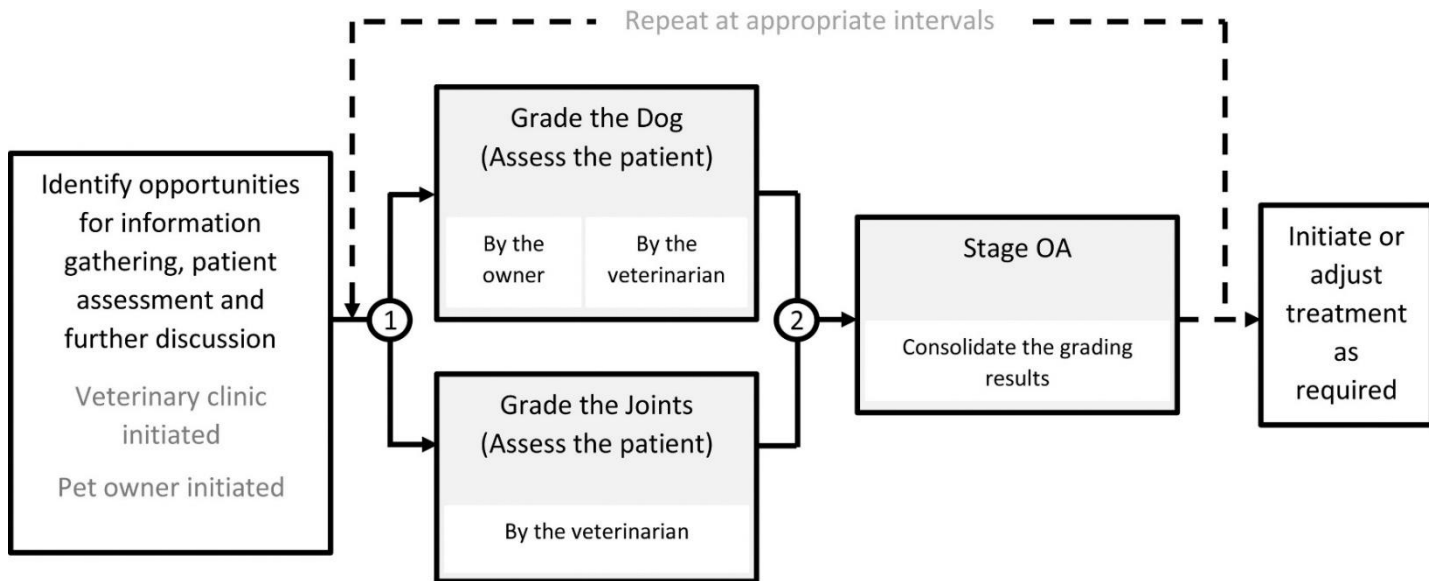 Repeat at appropriate intervals
Identify opportunities
for information
gathering, patient
assessment and
further discussion
Veterinary clinic
initiated
Pet owner initiated
1
Grade the Dog
(Assess the patient)
By the
owner
By the
veterinarian
Grade the Joints
(Assess the patient)
By the veterinarian
2
Stage OA
Consolidate the grading
results
Initiate or
adjust
treatment
as
required